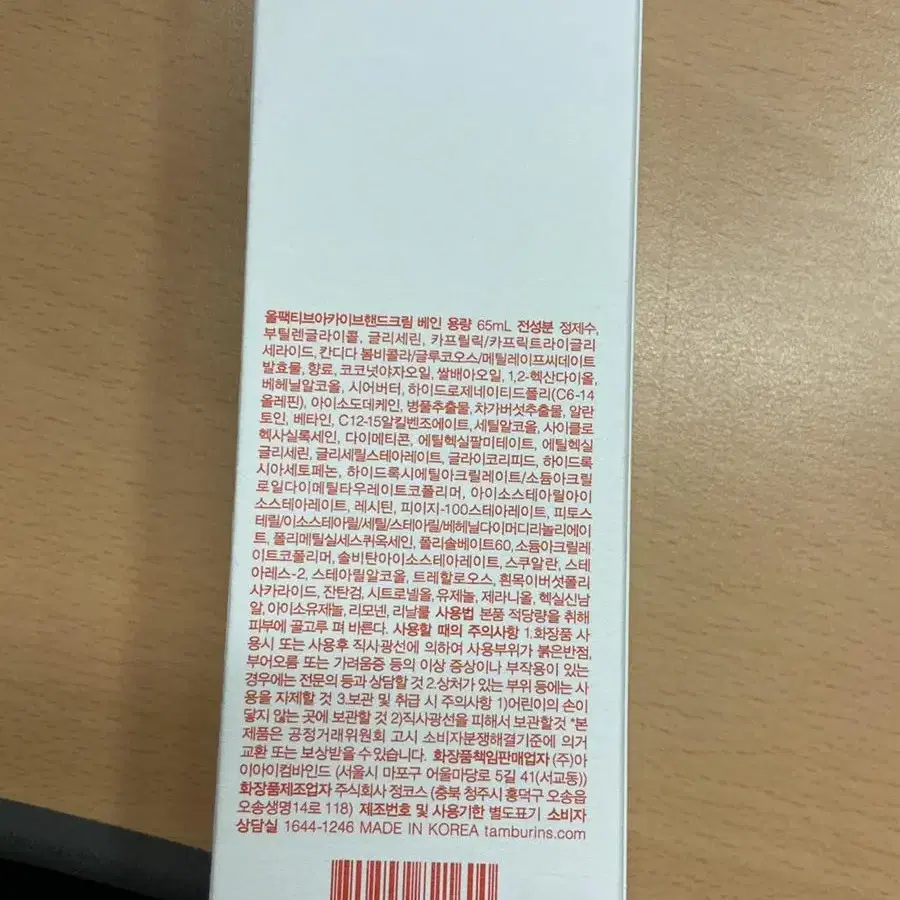 올팩티브아카이브핸드크림 베인 용량 65mL 전성분 정제수,
부틸렌글라이콜, 글리세린, 카프릴릭/카프릭트라이글리
세라이드, 칸디다 봄비콜라/글루코오스/메틸레이프씨데이트
발효물, 향료, 코코넛야자오일, 쌀배아오일, 1,2-헥산다이올,
베헤닐알코올, 시어버터, 하이드로제네이티드폴리(C6-14
올레핀), 아이소도데케인, 병풀추출물, 차가버섯추출물, 알란
토인, 베타인, C12-15알킬벤조에이트, 세틸알코올, 사이클로
헥사실록세인, 다이메티콘, 에틸헥실팔미테이트, 에틸헥실
글리세린, 글리세릴스테아레이트, 글라이코리피드, 하이드록
시아세토페논, 하이드록시에틸아크릴레이트/소듐아크릴
로일다이메틸타우레이트코폴리머, 아이소스테아릴아이
소스테아레이트, 레시틴, 피이지-100스테아레이트, 피토스
테릴/이소스테아릴/세틸/스테아릴/베헤닐다이머디리놀리에이
트, 폴리메틸실세스퀴옥세인, 폴리솔베이트60, 소듐아크릴레
이트코폴리머, 솔비탄아이소스테아레이트, 스쿠알란, 스테
아레스-2, 스테아릴알코올, 트레할로오스, 흰목이버섯폴리
사카라이드, 잔탄검, 시트로넬올, 유제놀, 제라니올, 헥실신남
알, 아이소유제놀, 리모넨, 리날룰 사용법 본품 적당량을 취해
피부에 골고루 펴 바른다. 사용할 때의 주의사항 1.화장품 사
용시 또는 사용후 직사광선에 의하여 사용부위가 붉은반점,
부어오름 또는 가려움증 등의 이상 증상이나 부작용이 있는
경우에는 전문의 등과 상담할 것 2.상처가 있는 부위 등에는 사
용을 자제할 것 3.보관 및 취급 시 주의사항 1)어린이의 손이
닿지 않는 곳에 보관할 것 2)직사광선을 피해서 보관할것 *본
제품은 공정거래위원회 고시 소비자분쟁해결기준에 의거
교환 또는 보상받을 수있습니다. 화장품책임판매업자 (주)아
이아이컴바인드 (서울시 마포구 어울마당로 5길 41(서교동))
화장품제조업자 주식회사 정코스 (충북 청주시 흥덕구 오송읍
오송생명14로 118) 제조번호 및 사용기한 별도표기 소비자
상담실 1644-1246 MADE IN KOREA tamburins.com